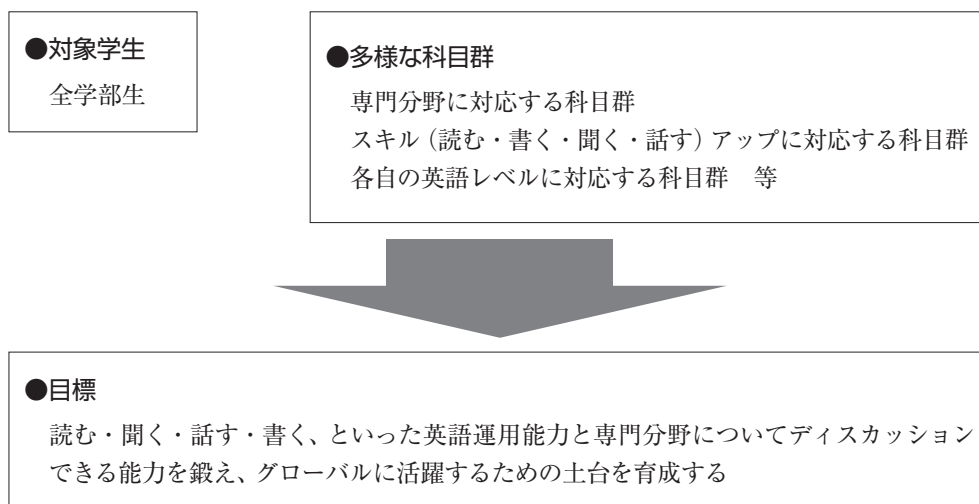 ●対象学生
全学部生
●多様な科目群
専門分野に対応する科目群
スキル（読む・書く・聞く・話す）アップに対応する科目群
各自の英語レベルに対応する科目群　等
●目標
読む・聞く・話す・書く、といった英語運用能力と専門分野についてディスカッション
できる能力を鍛え、グローバルに活躍するための土台を育成する